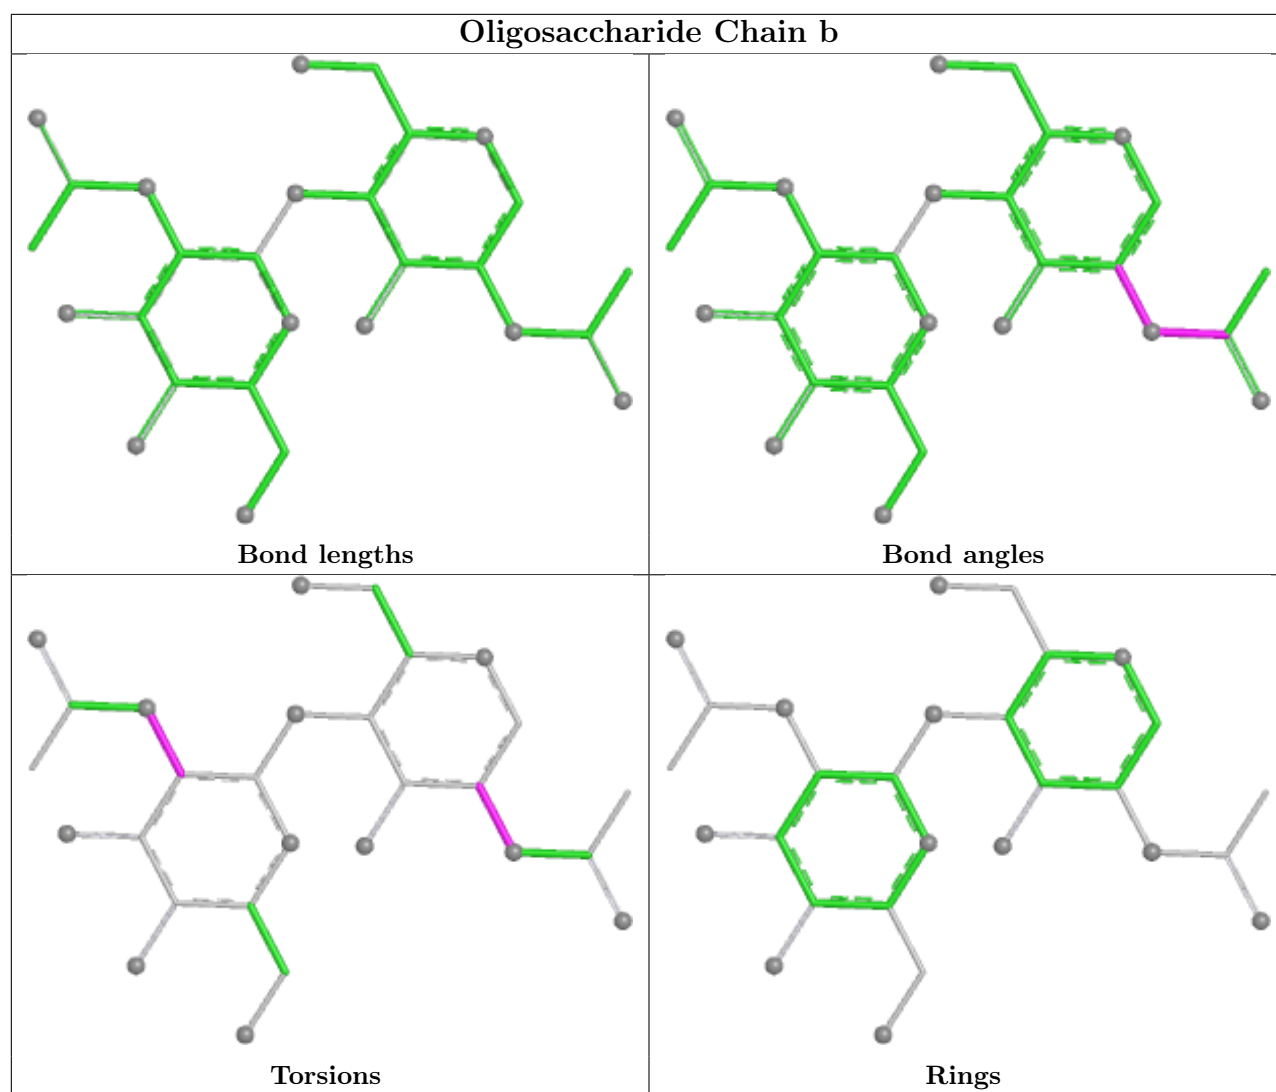 Oligosaccharide Chain b
Bond lengths
Bond angles
Torsions
Rings